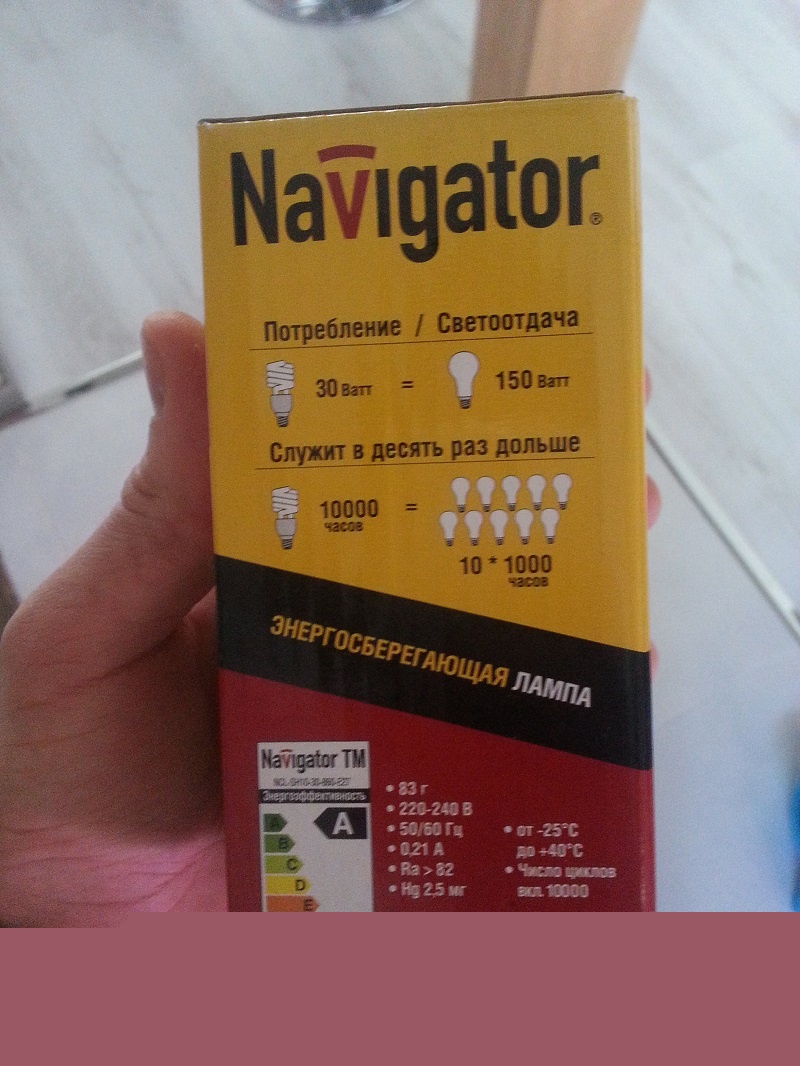 Navigator®
Потребление / Светоотдача
30 Ватт = 150 Ватт
Служит в десять раз дольше
10000 часов =
10 * 1000 часов
ЭНЕРГОСБЕРЕГАЮЩАЯ ЛАМПА
Navigator TM
Энергоэффективность
A
A
B
C
D
E
• 83 г
• 220-240 В
• 50/60 Гц
• 0,21 А
• Ra > 82
• Hg 2,5 мг
• от -25°C
до +40°C
• Число циклов
вкл. 10000